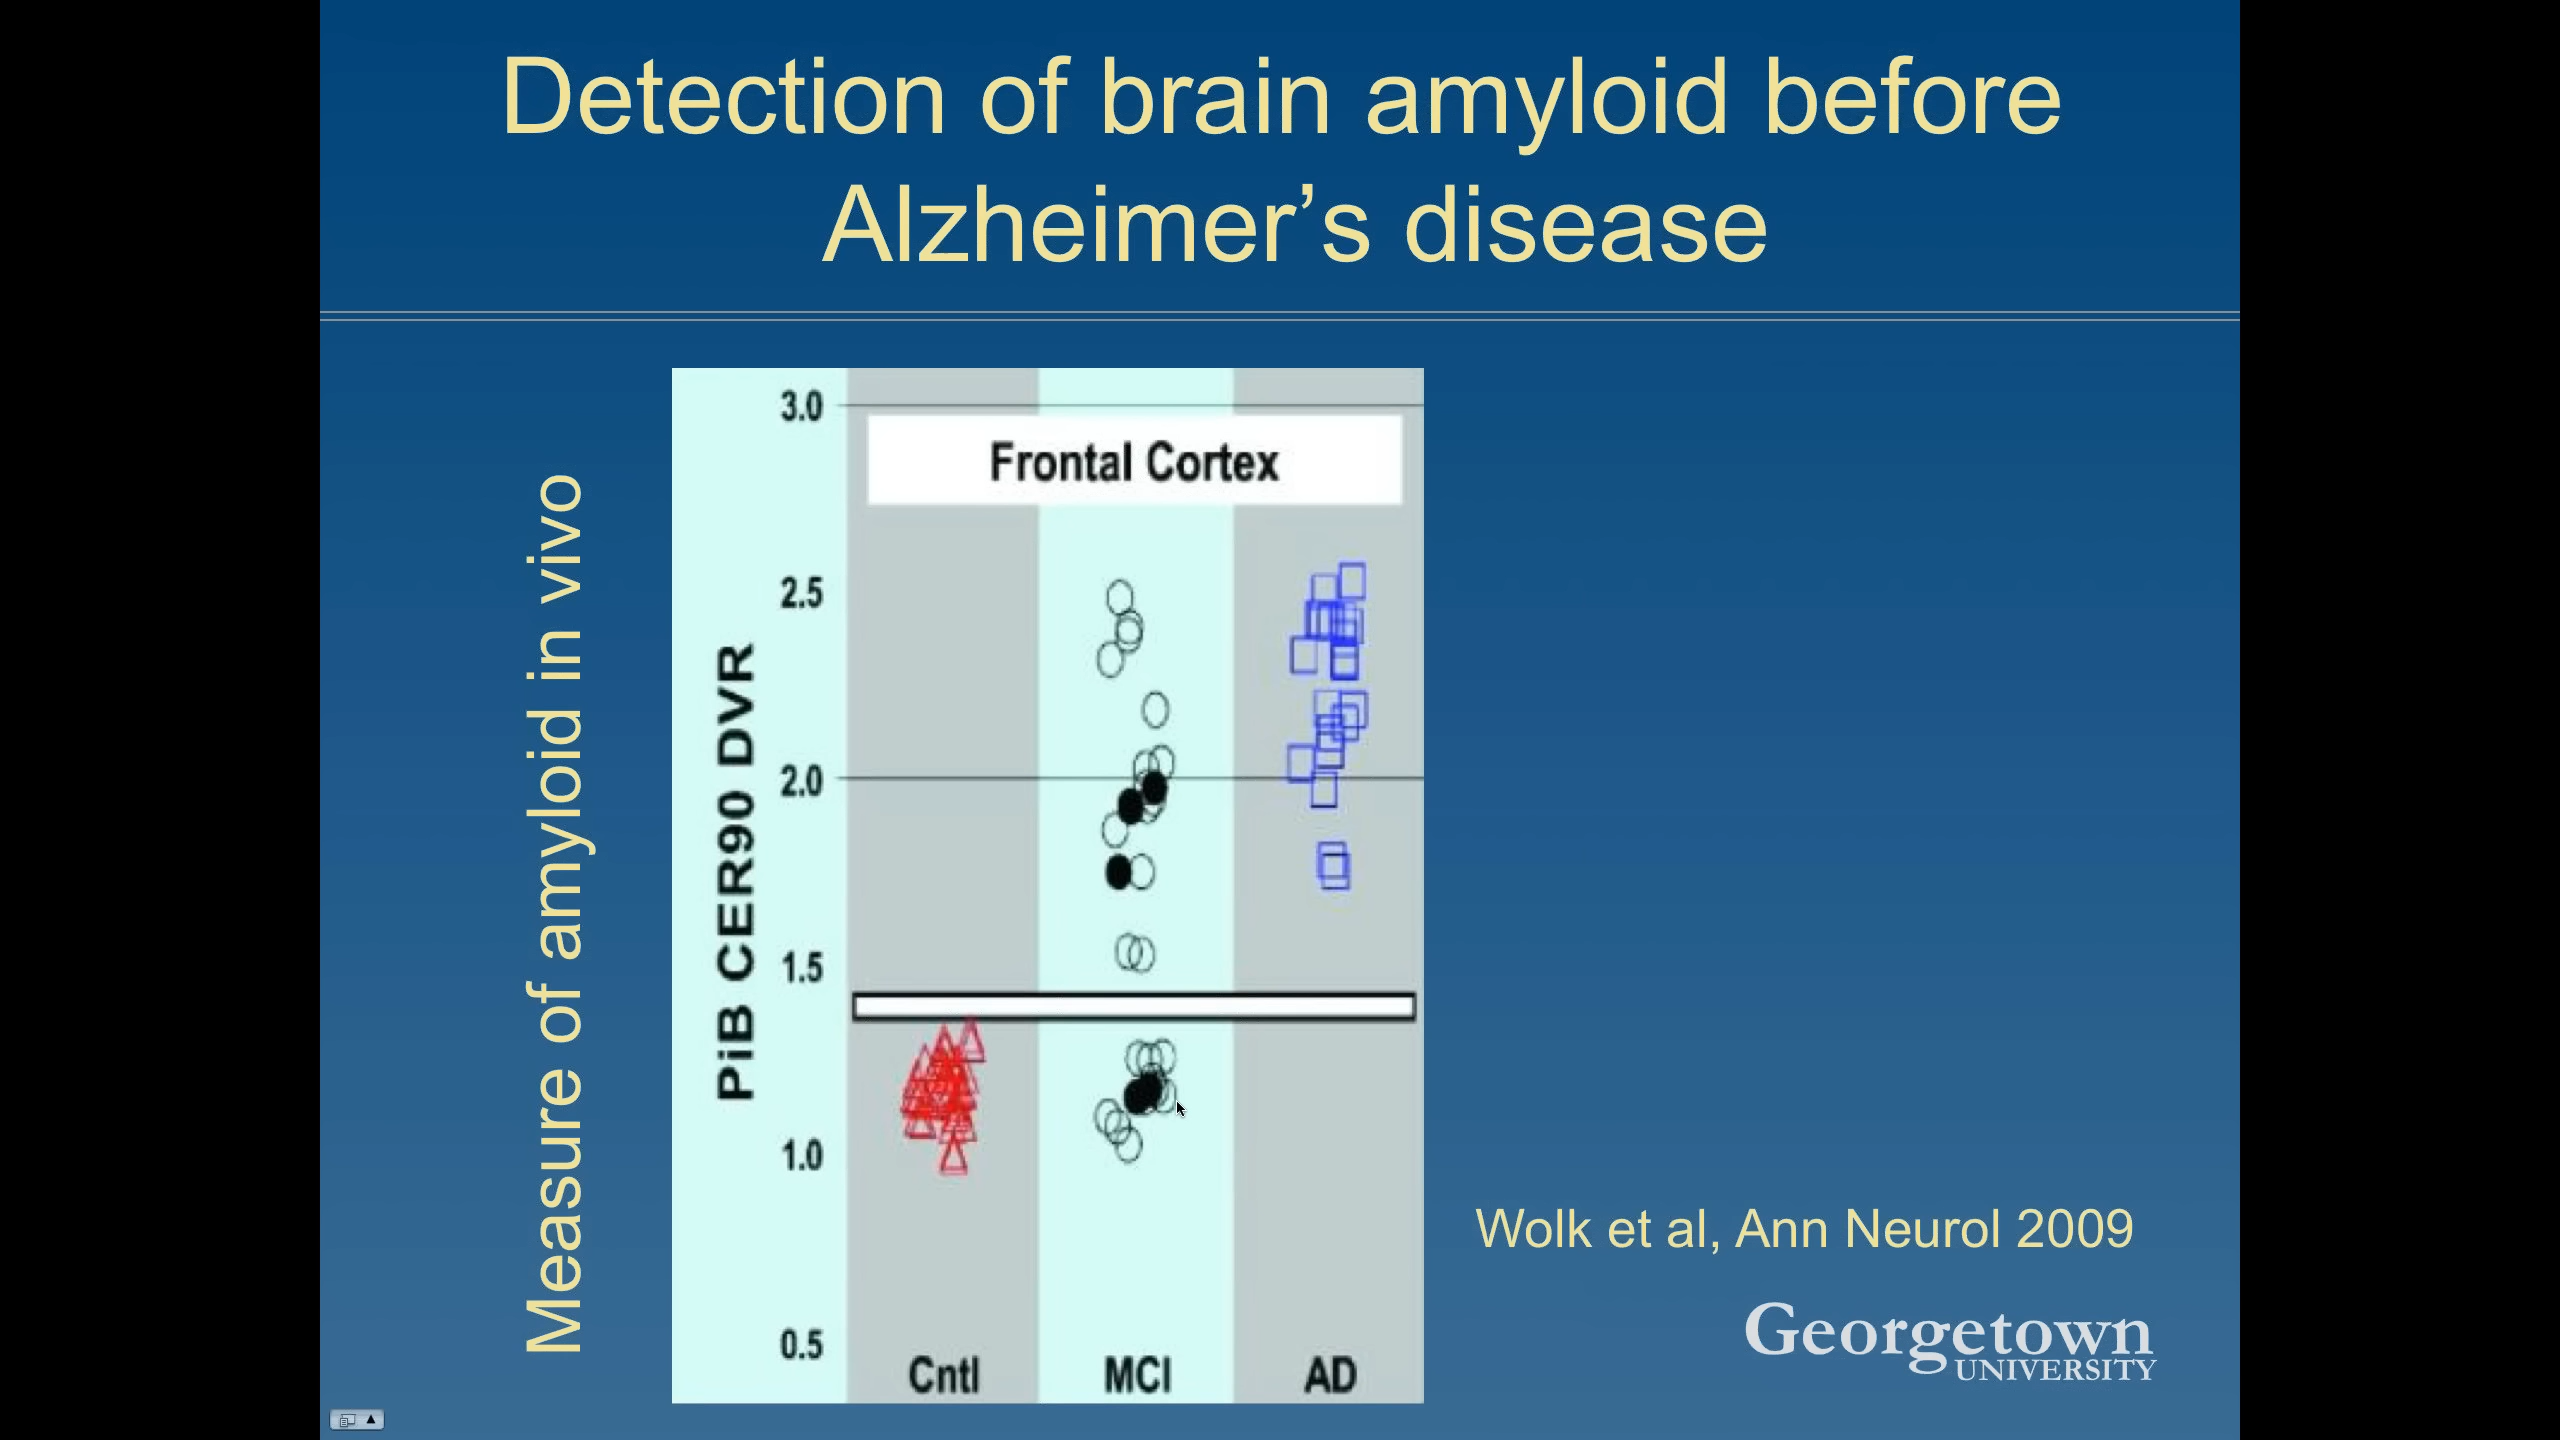 Detection of brain amyloid before
Alzheimer’s disease
Measure of amyloid in vivo
PiB CER90 DVR
3.0
Frontal Cortex
2.5
2.0
1.5
1.0
0.5
Cntl MCI AD
Wolk et al, Ann Neurol 2009
Georgetown
UNIVERSITY